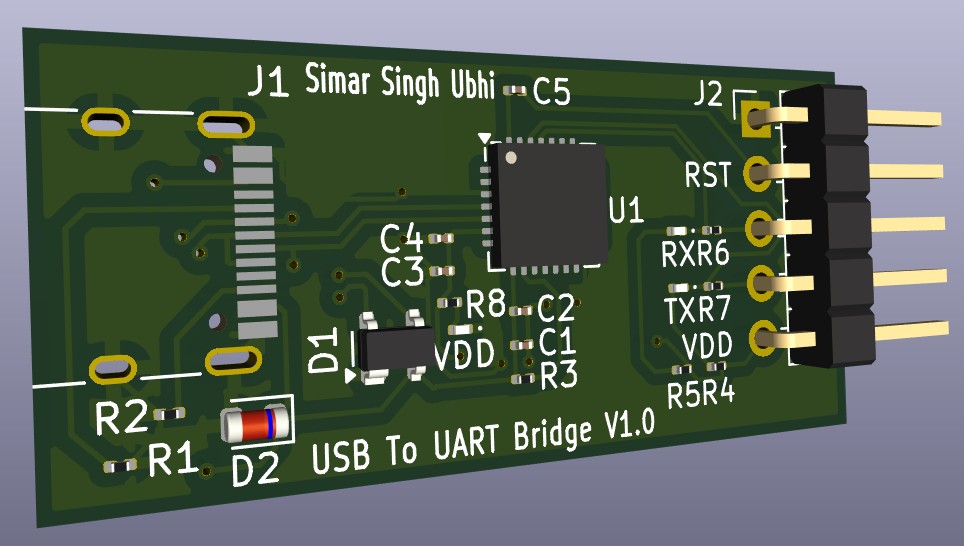 J1 Simar Singh Ubhi
C5
J2
RST
U1
C4
RXR6
C3
R8
C2
TXR7
VDD
C1
VDD
D1
R3
R5R4
R2
R1
D2
USB To UART Bridge V1.0